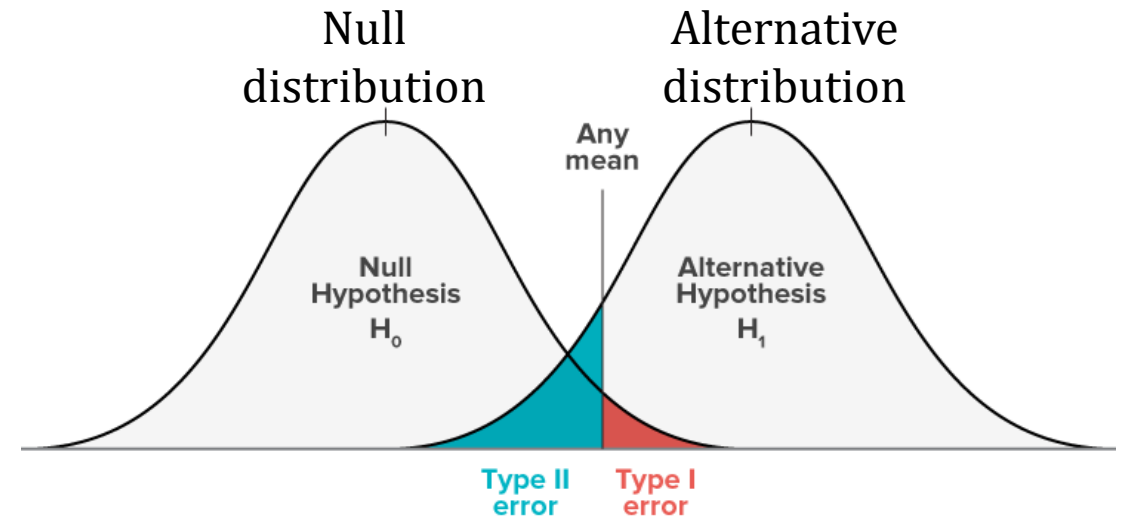 Null
distribution
Alternative
distribution
Any
mean
Null
Hypothesis
H₀
Alternative
Hypothesis
H₁
Type II
error
Type I
error